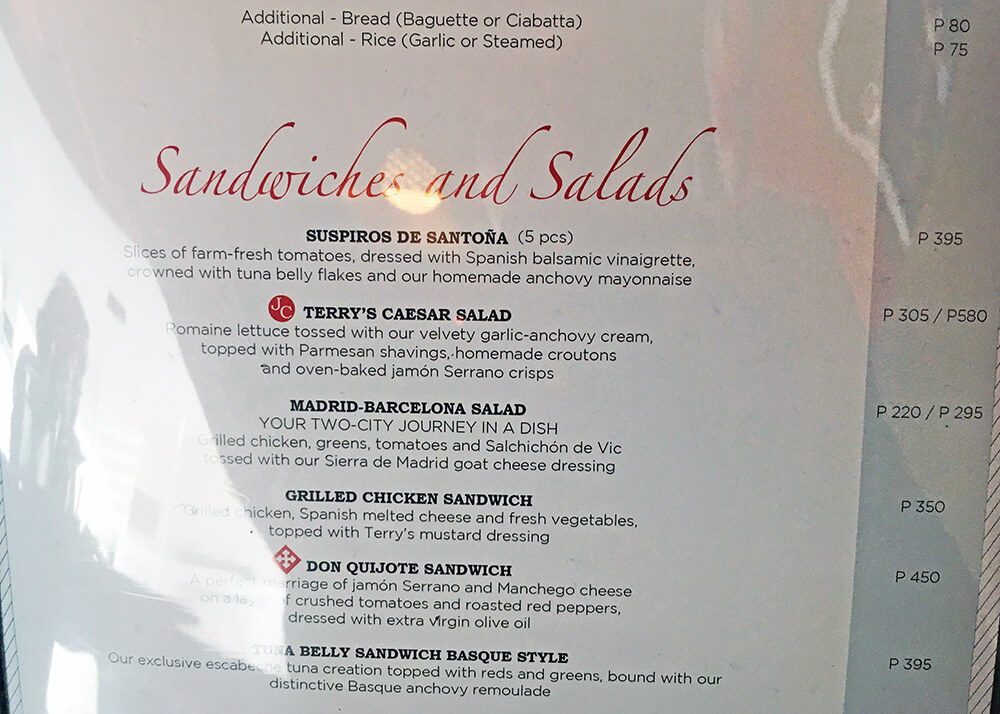 Additional - Bread (Baguette or Ciabatta) P 80
Additional - Rice (Garlic or Steamed) P 75
Sandwiches and Salads
SUSPIROS DE SANTOÑA (5 pcs) P 395
Slices of farm-fresh tomatoes, dressed with Spanish balsamic vinaigrette,
crowned with tuna belly flakes and our homemade anchovy mayonnaise
JC TERRY'S CAESAR SALAD P 305 / P580
Romaine lettuce tossed with our velvety garlic-anchovy cream,
topped with Parmesan shavings, homemade croutons
and oven-baked jamón Serrano crisps
MADRID-BARCELONA SALAD P 220 / P 295
YOUR TWO-CITY JOURNEY IN A DISH
Grilled chicken, greens, tomatoes and Salchichón de Vic
tossed with our Sierra de Madrid goat cheese dressing
GRILLED CHICKEN SANDWICH P 350
Grilled chicken, Spanish melted cheese and fresh vegetables,
topped with Terry's mustard dressing
DON QUIJOTE SANDWICH P 450
A perfect marriage of jamón Serrano and Manchego cheese
on a layer of crushed tomatoes and roasted red peppers,
dressed with extra virgin olive oil
TUNA BELLY SANDWICH BASQUE STYLE P 395
Our exclusive escabeche tuna creation topped with reds and greens, bound with our
distinctive Basque anchovy remoulade